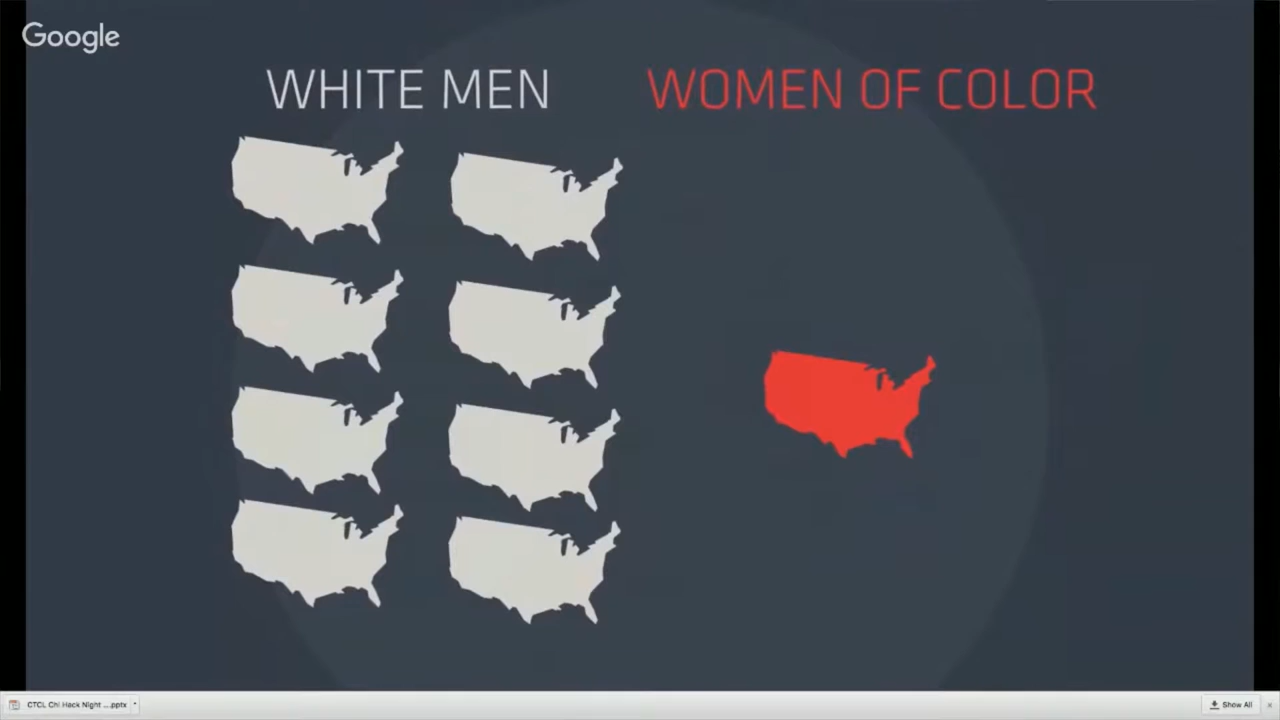 Google
WHITE MEN WOMEN OF COLOR
CTCL Chi Hack Night ....pptx
Show All